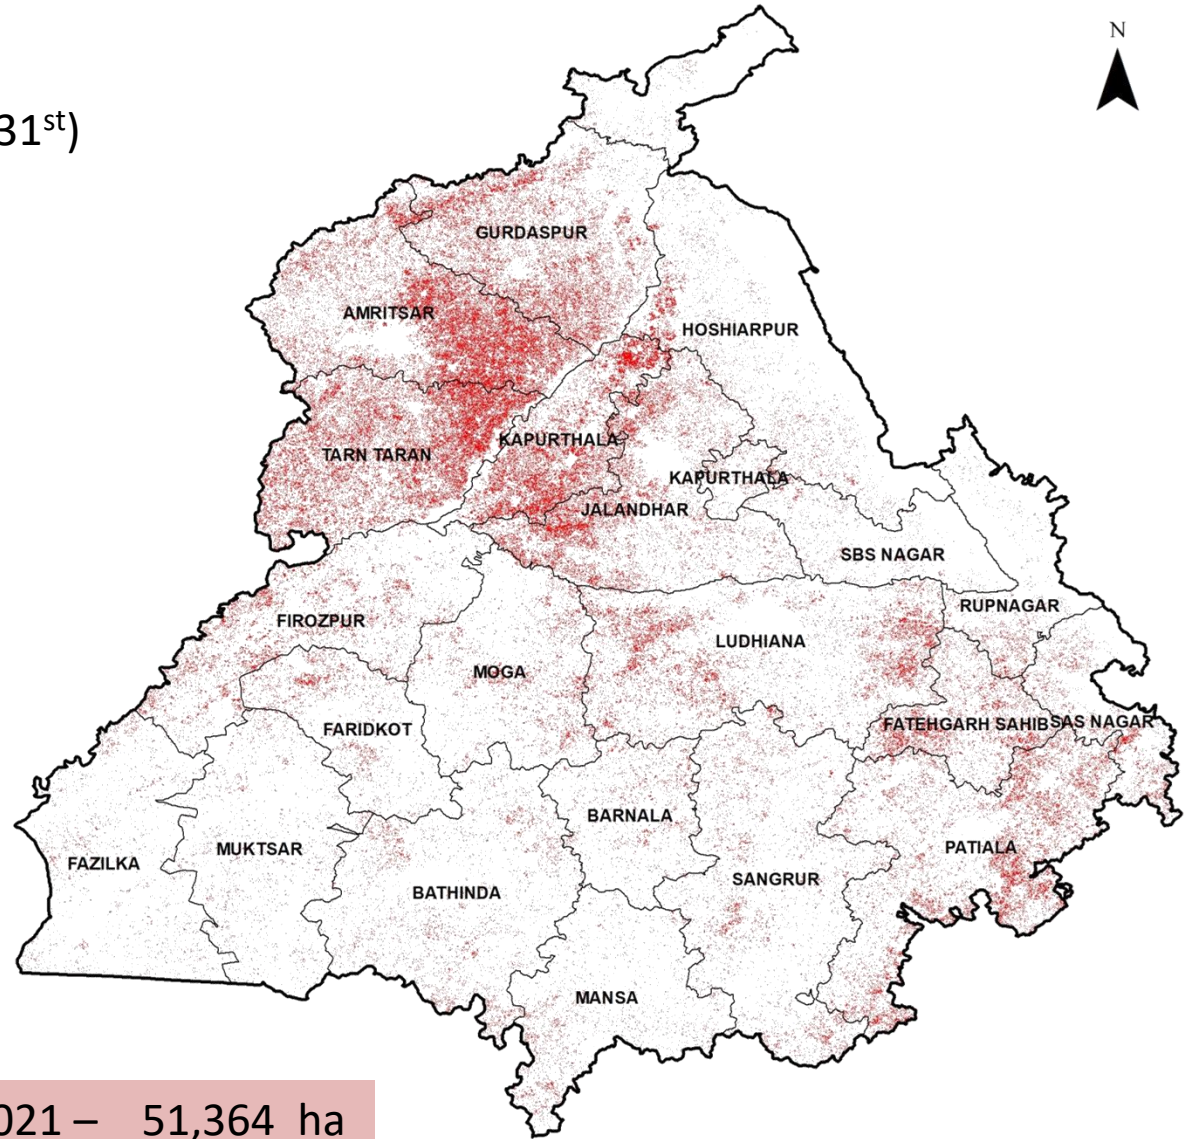 N
31st)
GURDASPUR
AMRITSAR
HOSHIARPUR
KAPURTHALA
TARN TARAN
KAPURTHALA
JALANDHAR
SBS NAGAR
RUPNAGAR
FIROZPUR
LUDHIANA
MOGA
FATEHGARH SAHIB
SAS NAGAR
FARIDKOT
BARNALA
PATIALA
MUKTSAR
FAZILKA
SANGRUR
BATHINDA
MANSA
021 – 51,364 ha